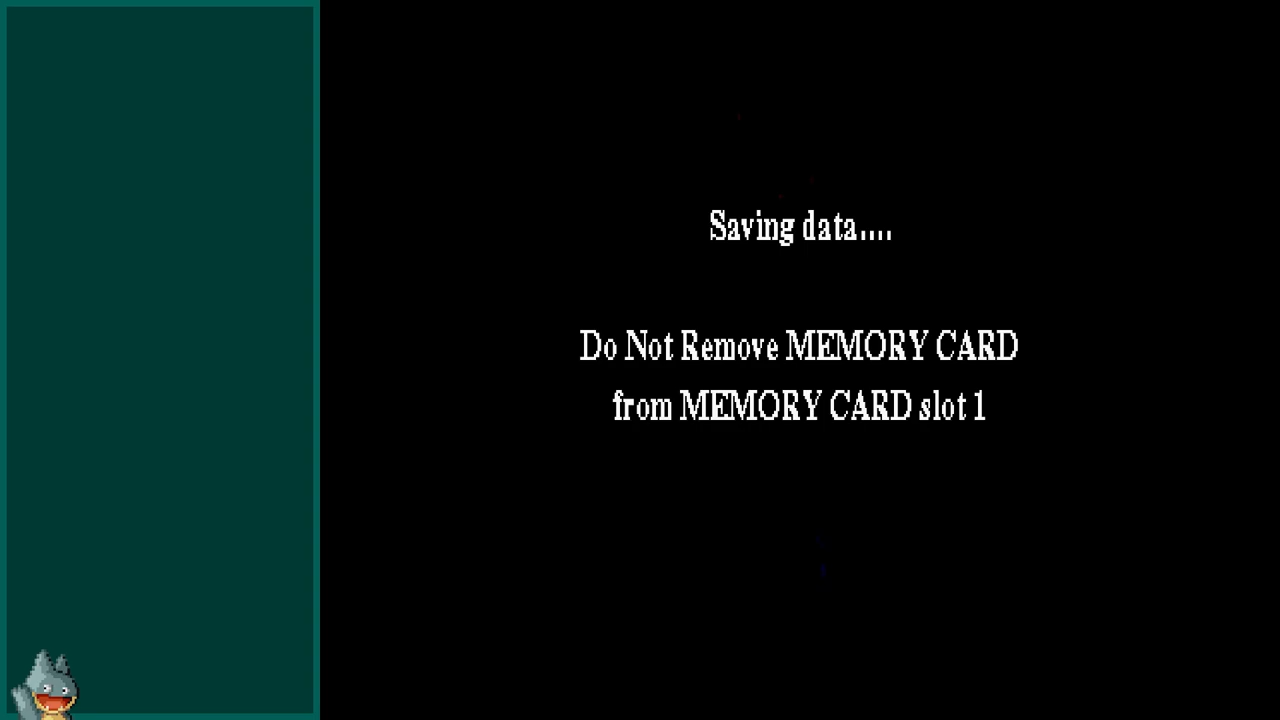 Saving data....
Do Not Remove MEMORY CARD
from MEMORY CARD slot 1